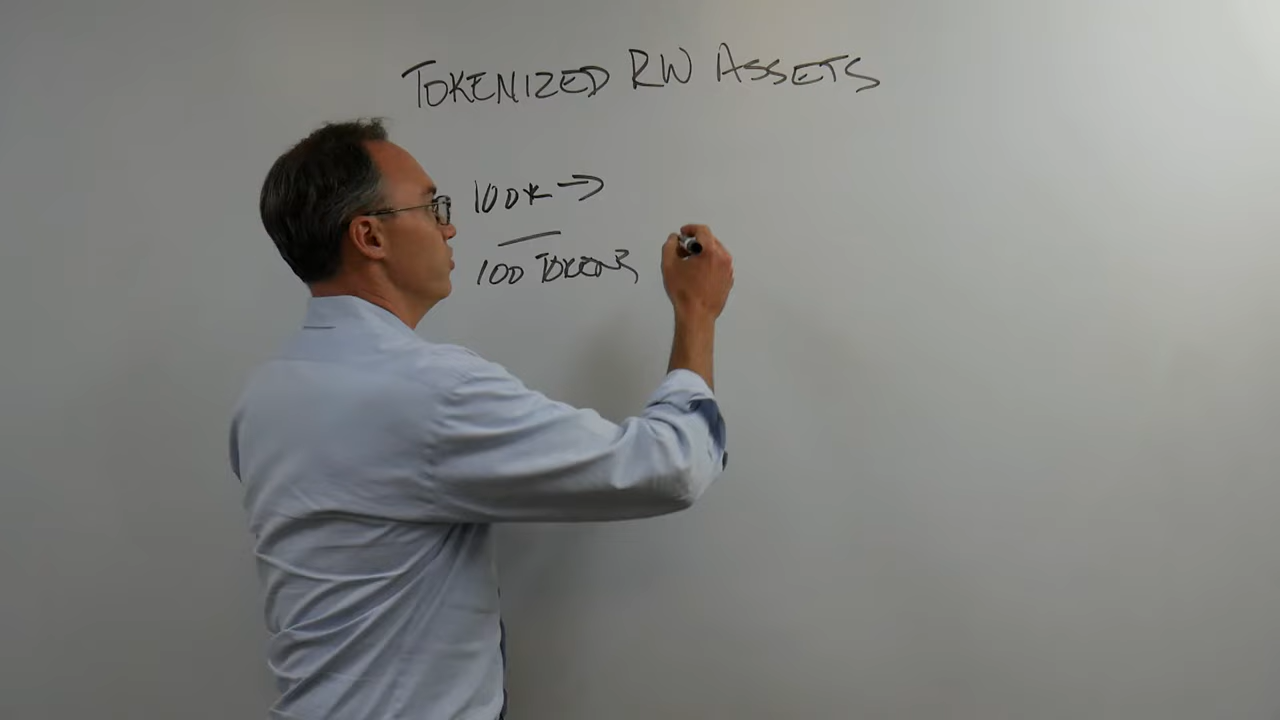 TOKENIZED RW ASSETS
100K →
100 TOKENS